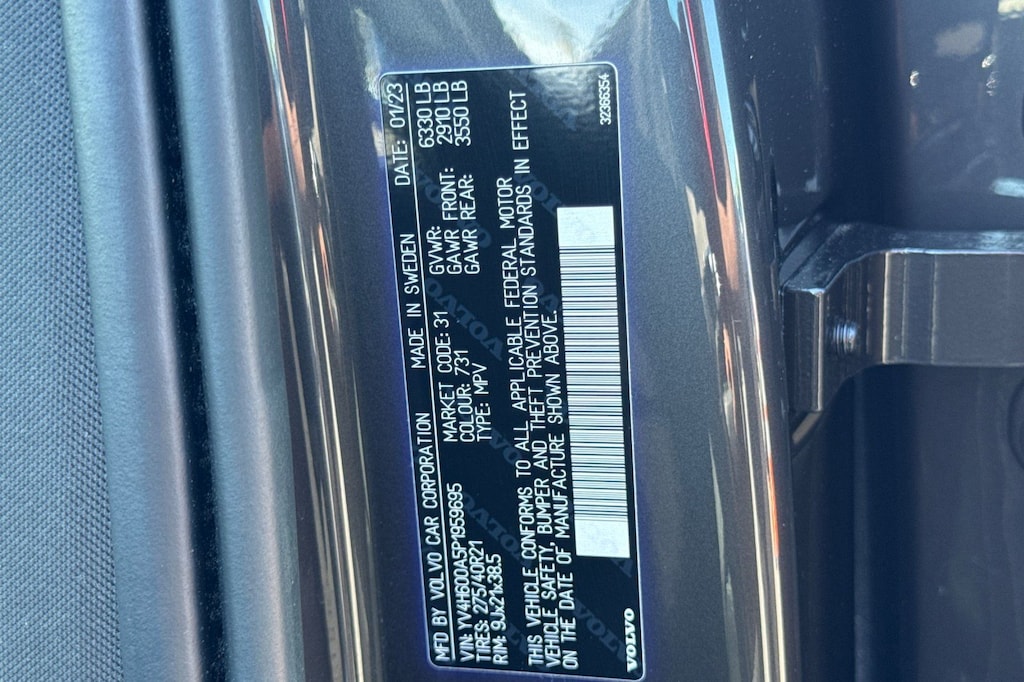 MFD BY VOLVO CAR CORPORATION MADE IN SWEDEN DATE: 01/23
VIN: YV4H600A5P1959695 MARKET CODE: 31 GVWR: 6330 LB
TIRES: 275/40R21 COLOUR: 731 GAWR FRONT: 2910 LB
RIM: 9Jx21x38.5 TYPE: MPV GAWR REAR: 3550 LB
THIS VEHICLE CONFORMS TO ALL APPLICABLE FEDERAL MOTOR
VEHICLE SAFETY, BUMPER AND THEFT PREVENTION STANDARDS IN EFFECT
ON THE DATE OF MANUFACTURE SHOWN ABOVE.
VOLVO
32366354